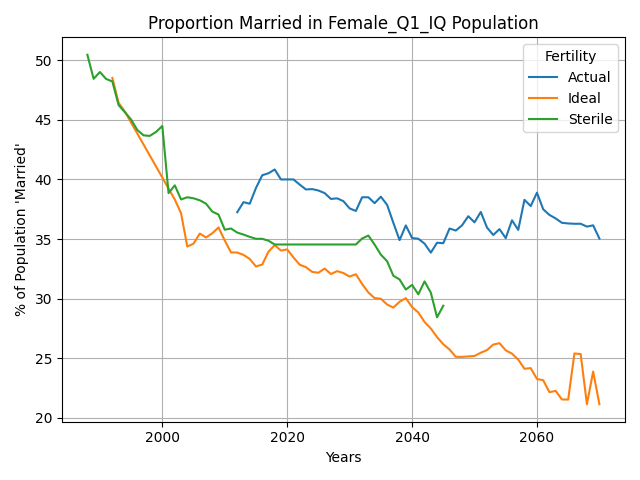 Proportion Married in Female_Q1_IQ Population
% of Population 'Married'
50
45
40
35
30
25
20
Fertility
Actual
Ideal
Sterile
2000
2020
2040
2060
Years